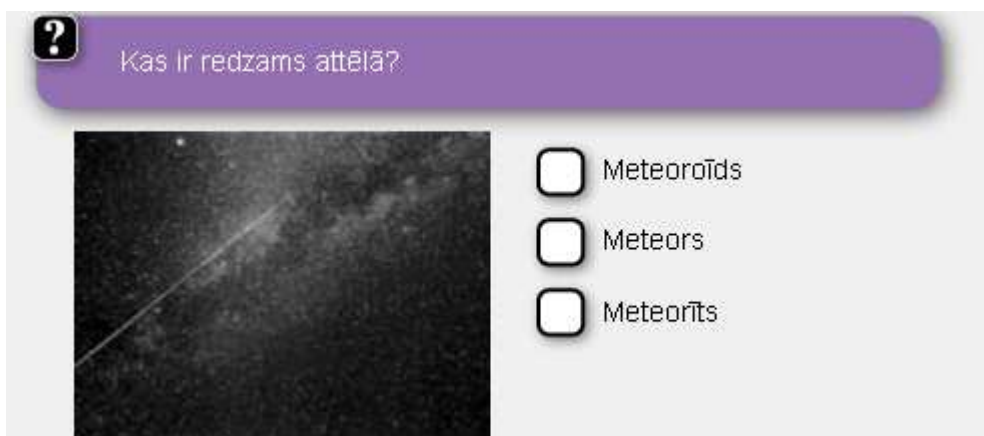 ?
Kas ir redzams attēlā?
Meteoroīds
Meteors
Meteorīts